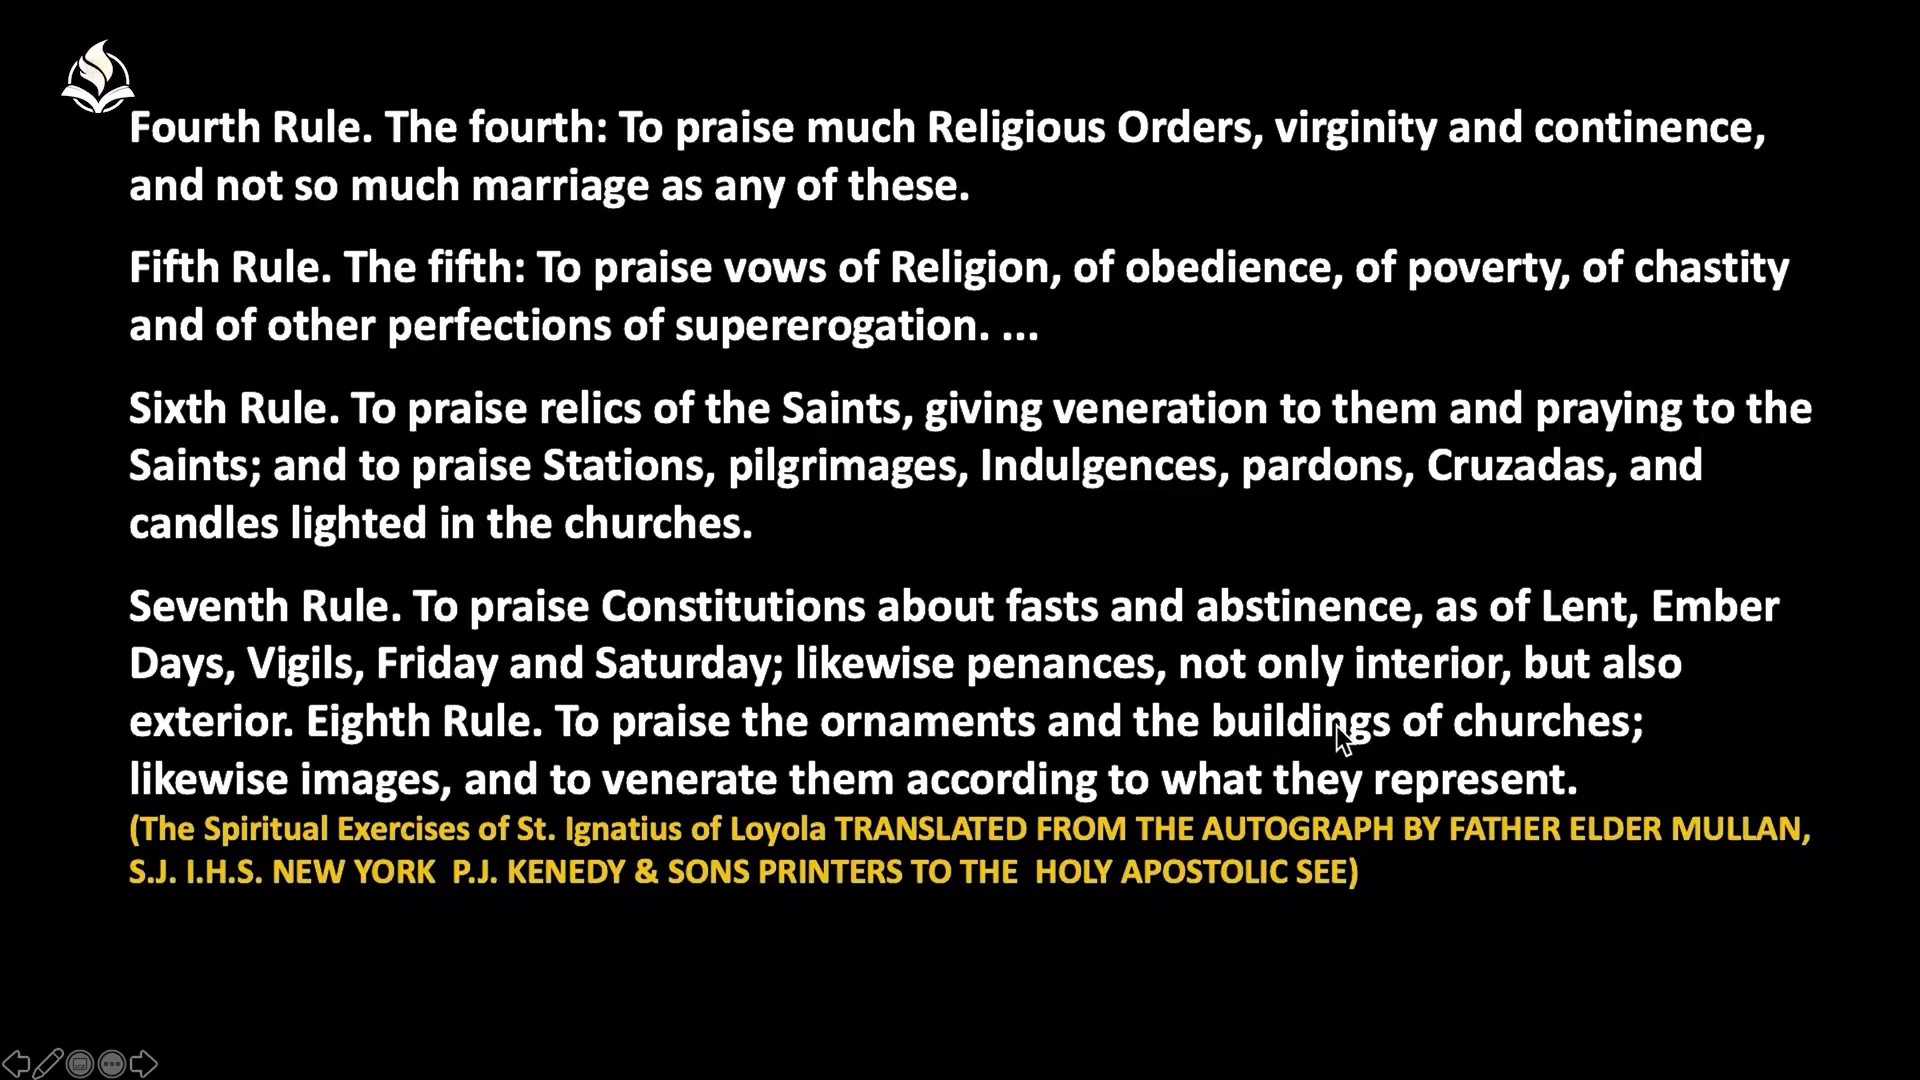 Fourth Rule. The fourth: To praise much Religious Orders, virginity and continence,
and not so much marriage as any of these.
Fifth Rule. The fifth: To praise vows of Religion, of obedience, of poverty, of chastity
and of other perfections of supererogation. ...
Sixth Rule. To praise relics of the Saints, giving veneration to them and praying to the
Saints; and to praise Stations, pilgrimages, Indulgences, pardons, Cruzadas, and
candles lighted in the churches.
Seventh Rule. To praise Constitutions about fasts and abstinence, as of Lent, Ember
Days, Vigils, Friday and Saturday; likewise penances, not only interior, but also
exterior. Eighth Rule. To praise the ornaments and the buildings of churches;
likewise images, and to venerate them according to what they represent.
(The Spiritual Exercises of St. Ignatius of Loyola TRANSLATED FROM THE AUTOGRAPH BY FATHER ELDER MULLAN,
S.J. I.H.S. NEW YORK P.J. KENEDY & SONS PRINTERS TO THE HOLY APOSTOLIC SEE)